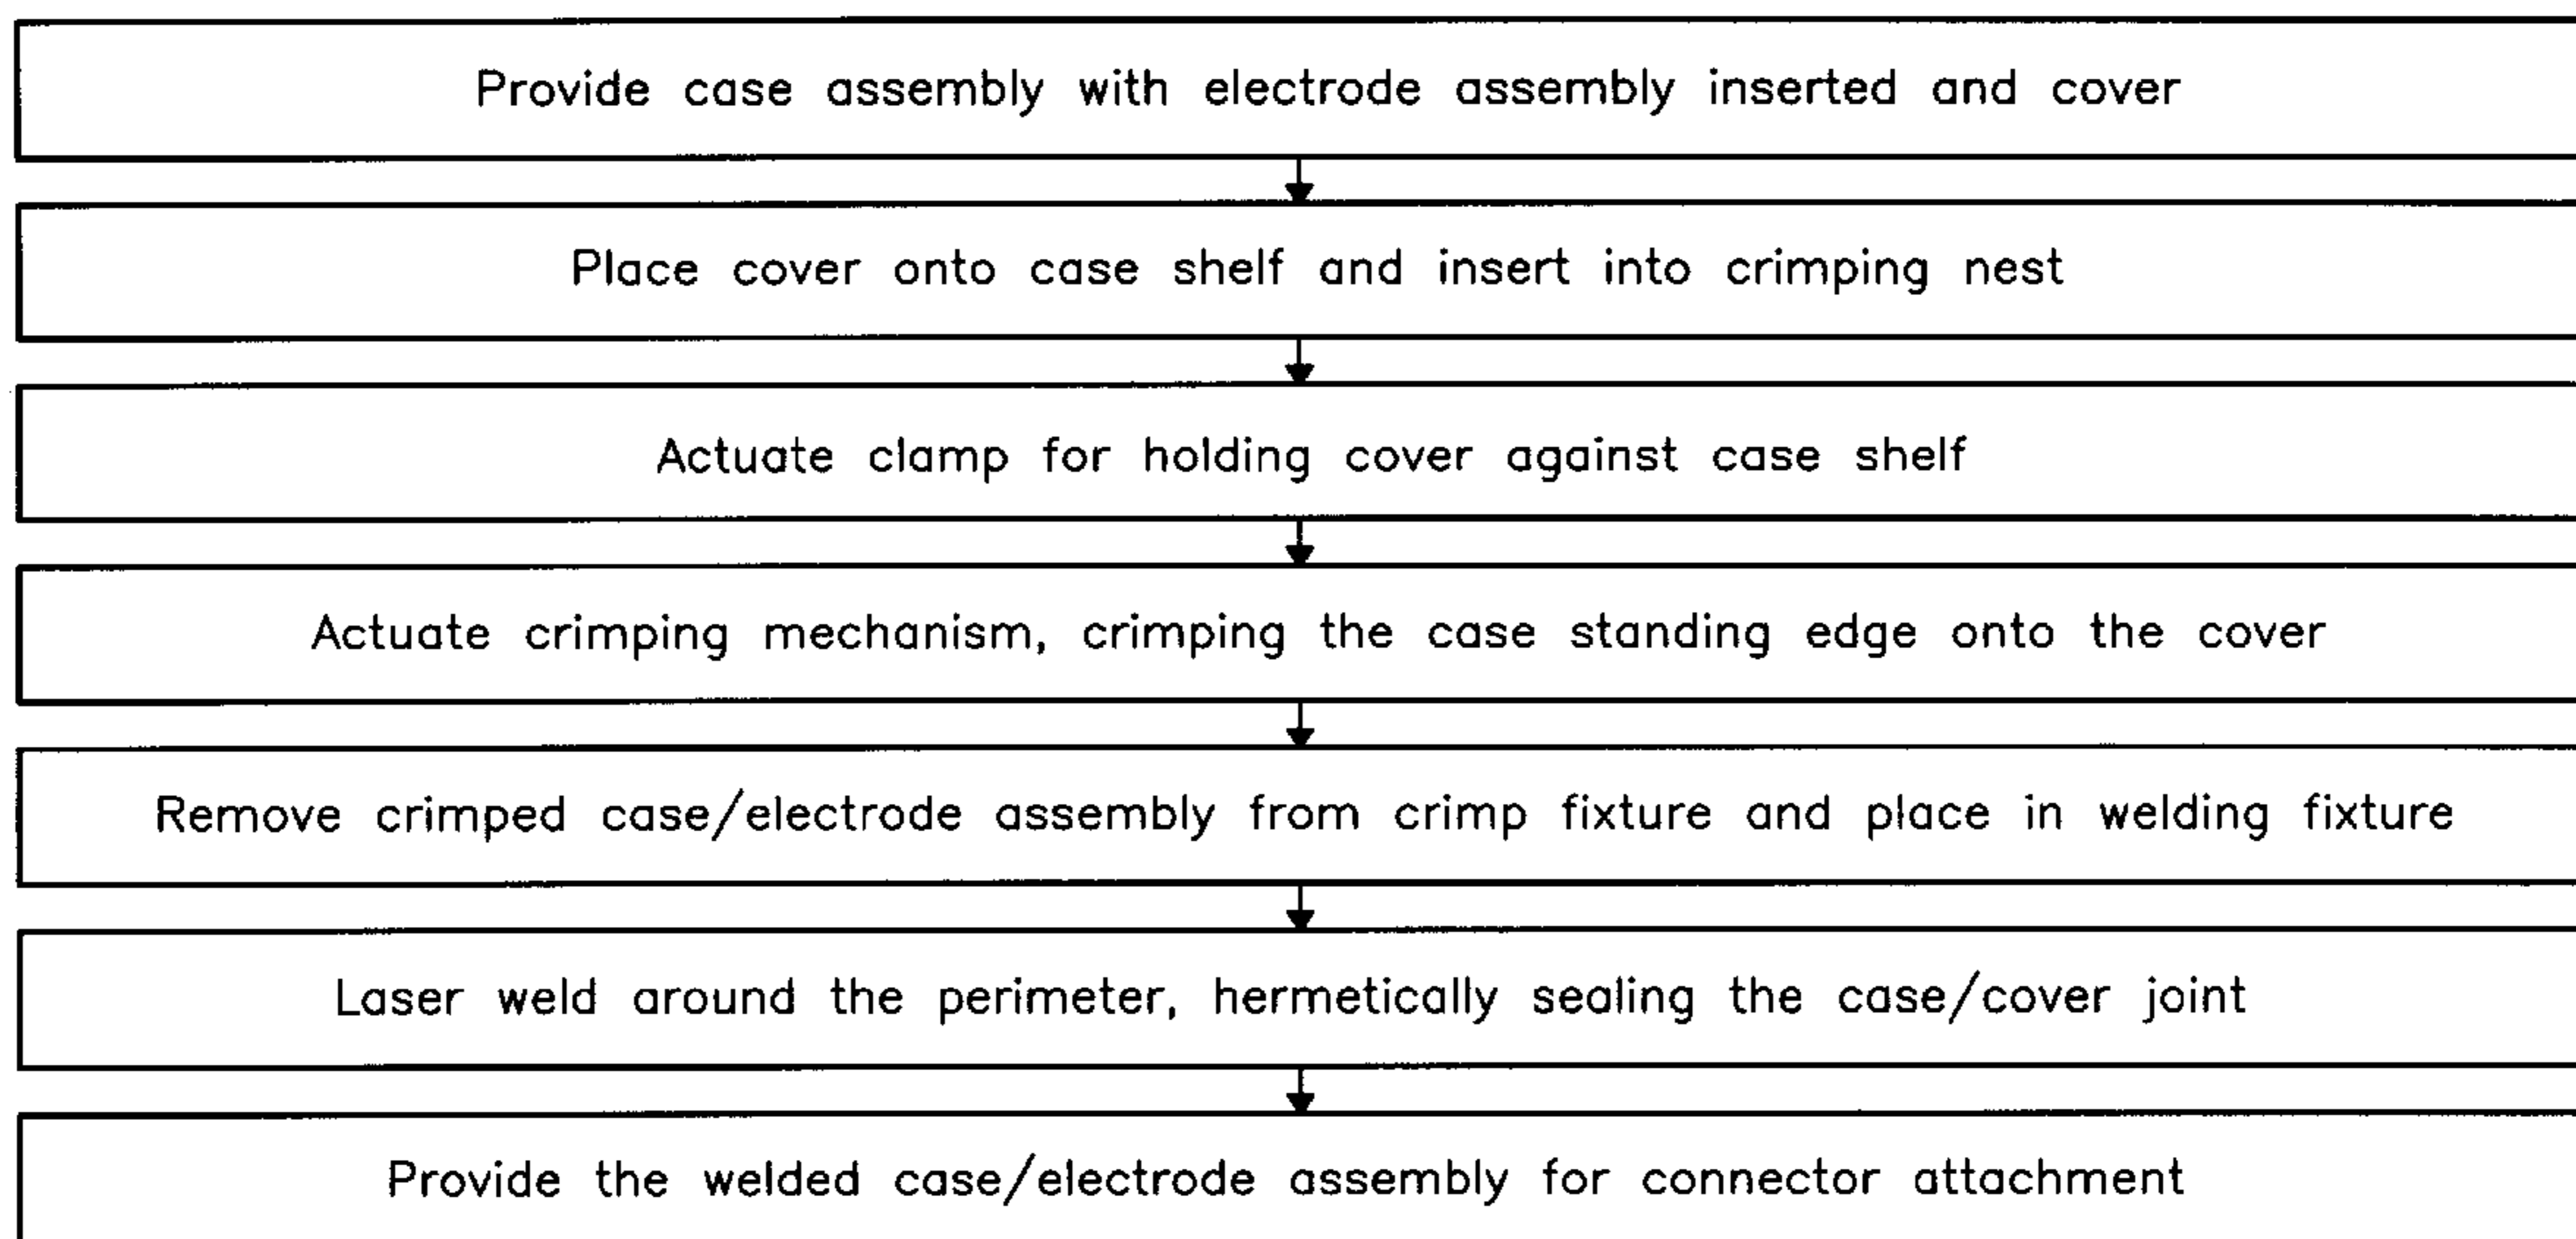 Provide case assembly with electrode assembly inserted and cover
Place cover onto case shelf and insert into crimping nest
Actuate clamp for holding cover against case shelf
Actuate crimping mechanism, crimping the case standing edge onto the cover
Remove crimped case/electrode assembly from crimp fixture and place in welding fixture
Laser weld around the perimeter, hermetically sealing the case/cover joint
Provide the welded case/electrode assembly for connector attachment